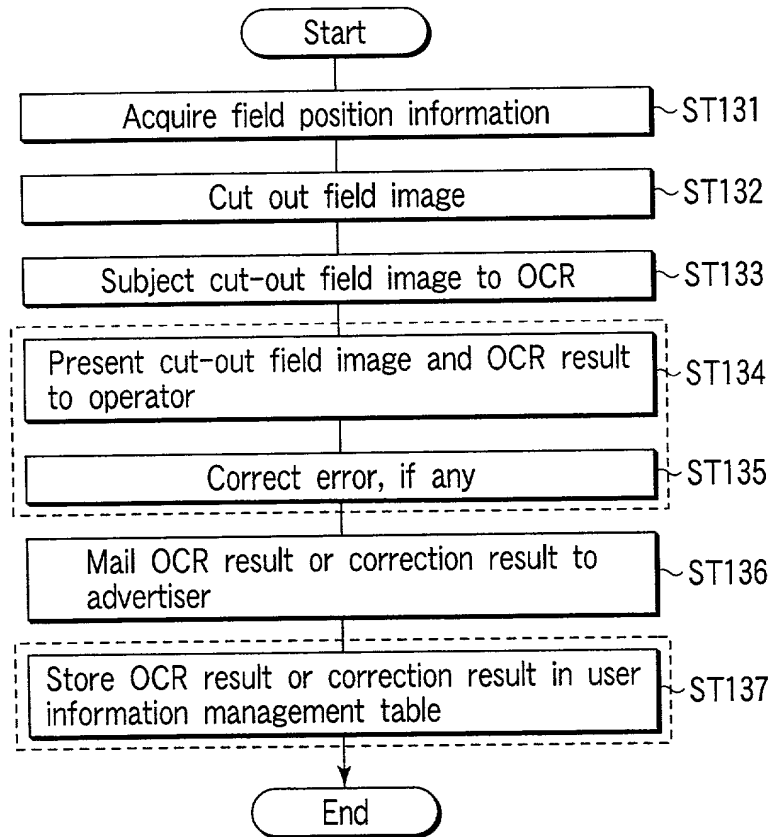 Start
Acquire field position information
ST131
Cut out field image
ST132
Subject cut-out field image to OCR
ST133
Present cut-out field image and OCR result
to operator
ST134
Correct error, if any
ST135
Mail OCR result or correction result to
advertiser
ST136
Store OCR result or correction result in user
information management table
ST137
End